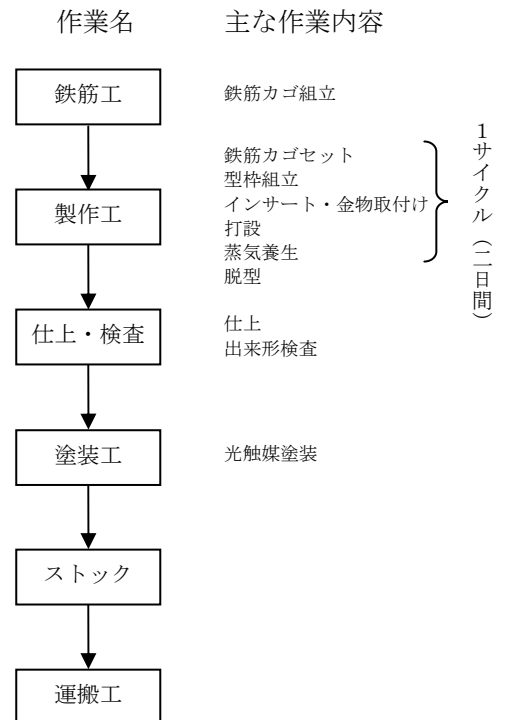 作業名 主な作業内容
鉄筋工 鉄筋カゴ組立
製作工
鉄筋カゴセット
型枠組立
インサート・金物取付け
打設
蒸気養生
脱型
1サイクル（二日間）
仕上・検査
仕上
出来形検査
塗装工 光触媒塗装
ストック
運搬工